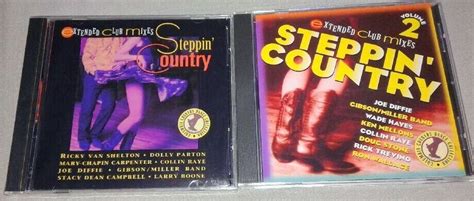 extended club mixes
Steppin'
Country
Ricky Van Shelton • Dolly Parton
Mary-Chapin Carpenter • Collin Raye
Joe Diffie • Gibson/Miller Band
Stacy Dean Campbell • Larry Boone
extended club mixes
VOLUME
2
STEPPIN'
COUNTRY
JOE DIFFIE
GIBSON/MILLER BAND
WADE HAYES
KEN MELLONS
COLLIN RAYE
DOUG STONE
RICK TREVINO
RON WALLACE